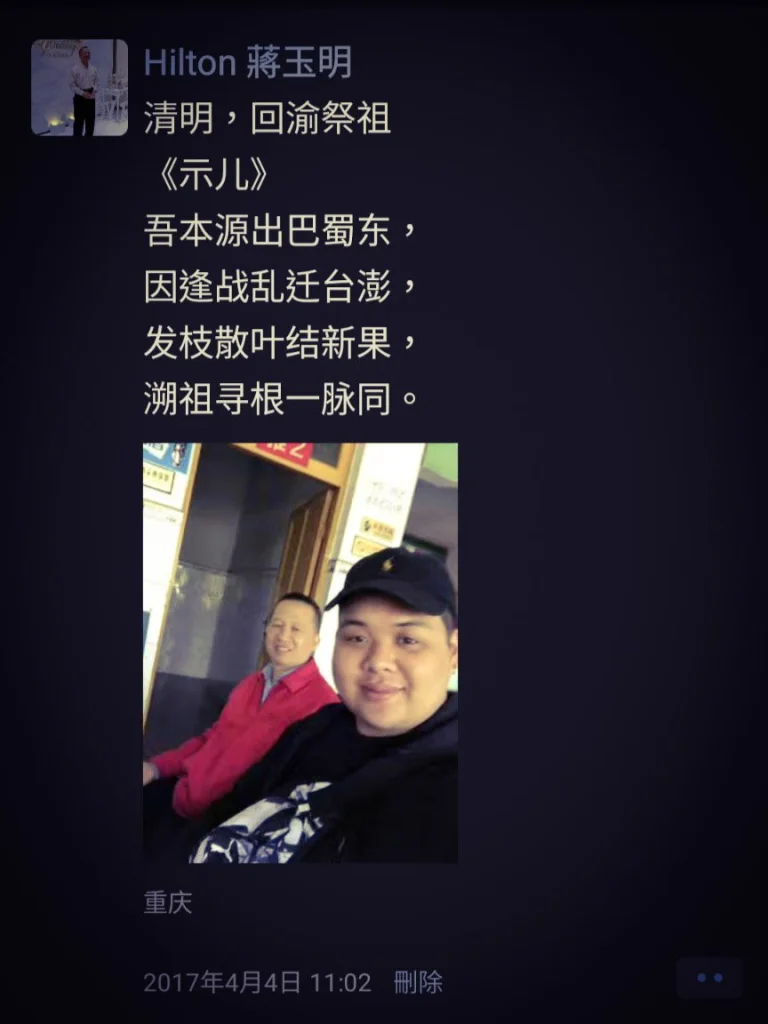 Hilton 蔣玉明
清明，回渝祭祖
《示儿》
吾本源出巴蜀东，
因逢战乱迁台澎，
发枝散叶结新果，
溯祖寻根一脉同。
重庆
2017年4月4日 11:02 刪除